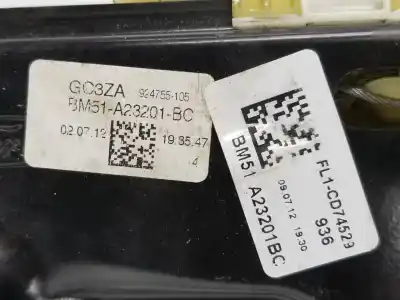 GC3ZA 924755-105
BM51-A23201-BC
02.07.12 19:35.47
4
BM51 A23201BC
09.07.12 19:30
FL1-CD74529
936